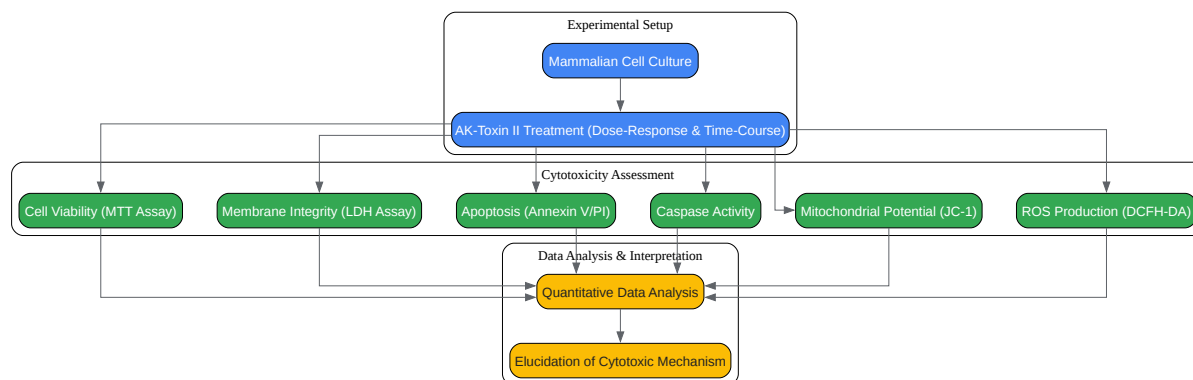 Experimental Setup
Mammalian Cell Culture
AK-Toxin II Treatment (Dose-Response & Time-Course)
Cytotoxicity Assessment
Cell Viability (MTT Assay)
Membrane Integrity (LDH Assay)
Apoptosis (Annexin V/PI)
Caspase Activity
Mitochondrial Potential (JC-1)
ROS Production (DCFH-DA)
Data Analysis & Interpretation
Quantitative Data Analysis
Elucidation of Cytotoxic Mechanism